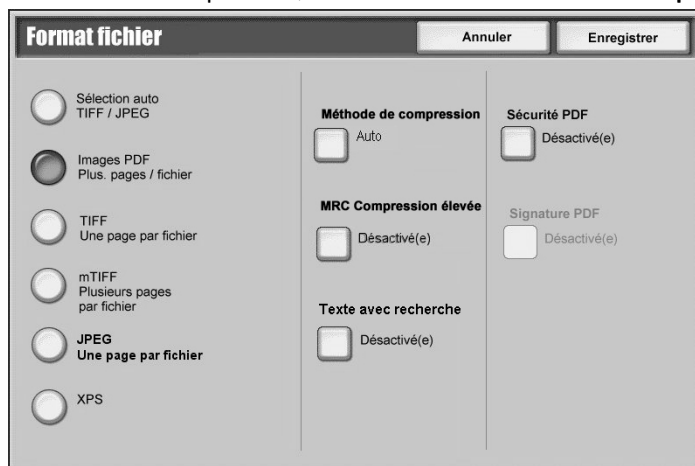 Format fichier
Annuler
Enregistrer
Sélection auto
TIFF / JPEG
Images PDF
Plus. pages / fichier
TIFF
Une page par fichier
mTIFF
Plusieurs pages
par fichier
JPEG
Une page par fichier
XPS
Méthode de compression
Auto
MRC Compression élevée
Désactivé(e)
Texte avec recherche
Désactivé(e)
Sécurité PDF
Désactivé(e)
Signature PDF
Désactivé(e)